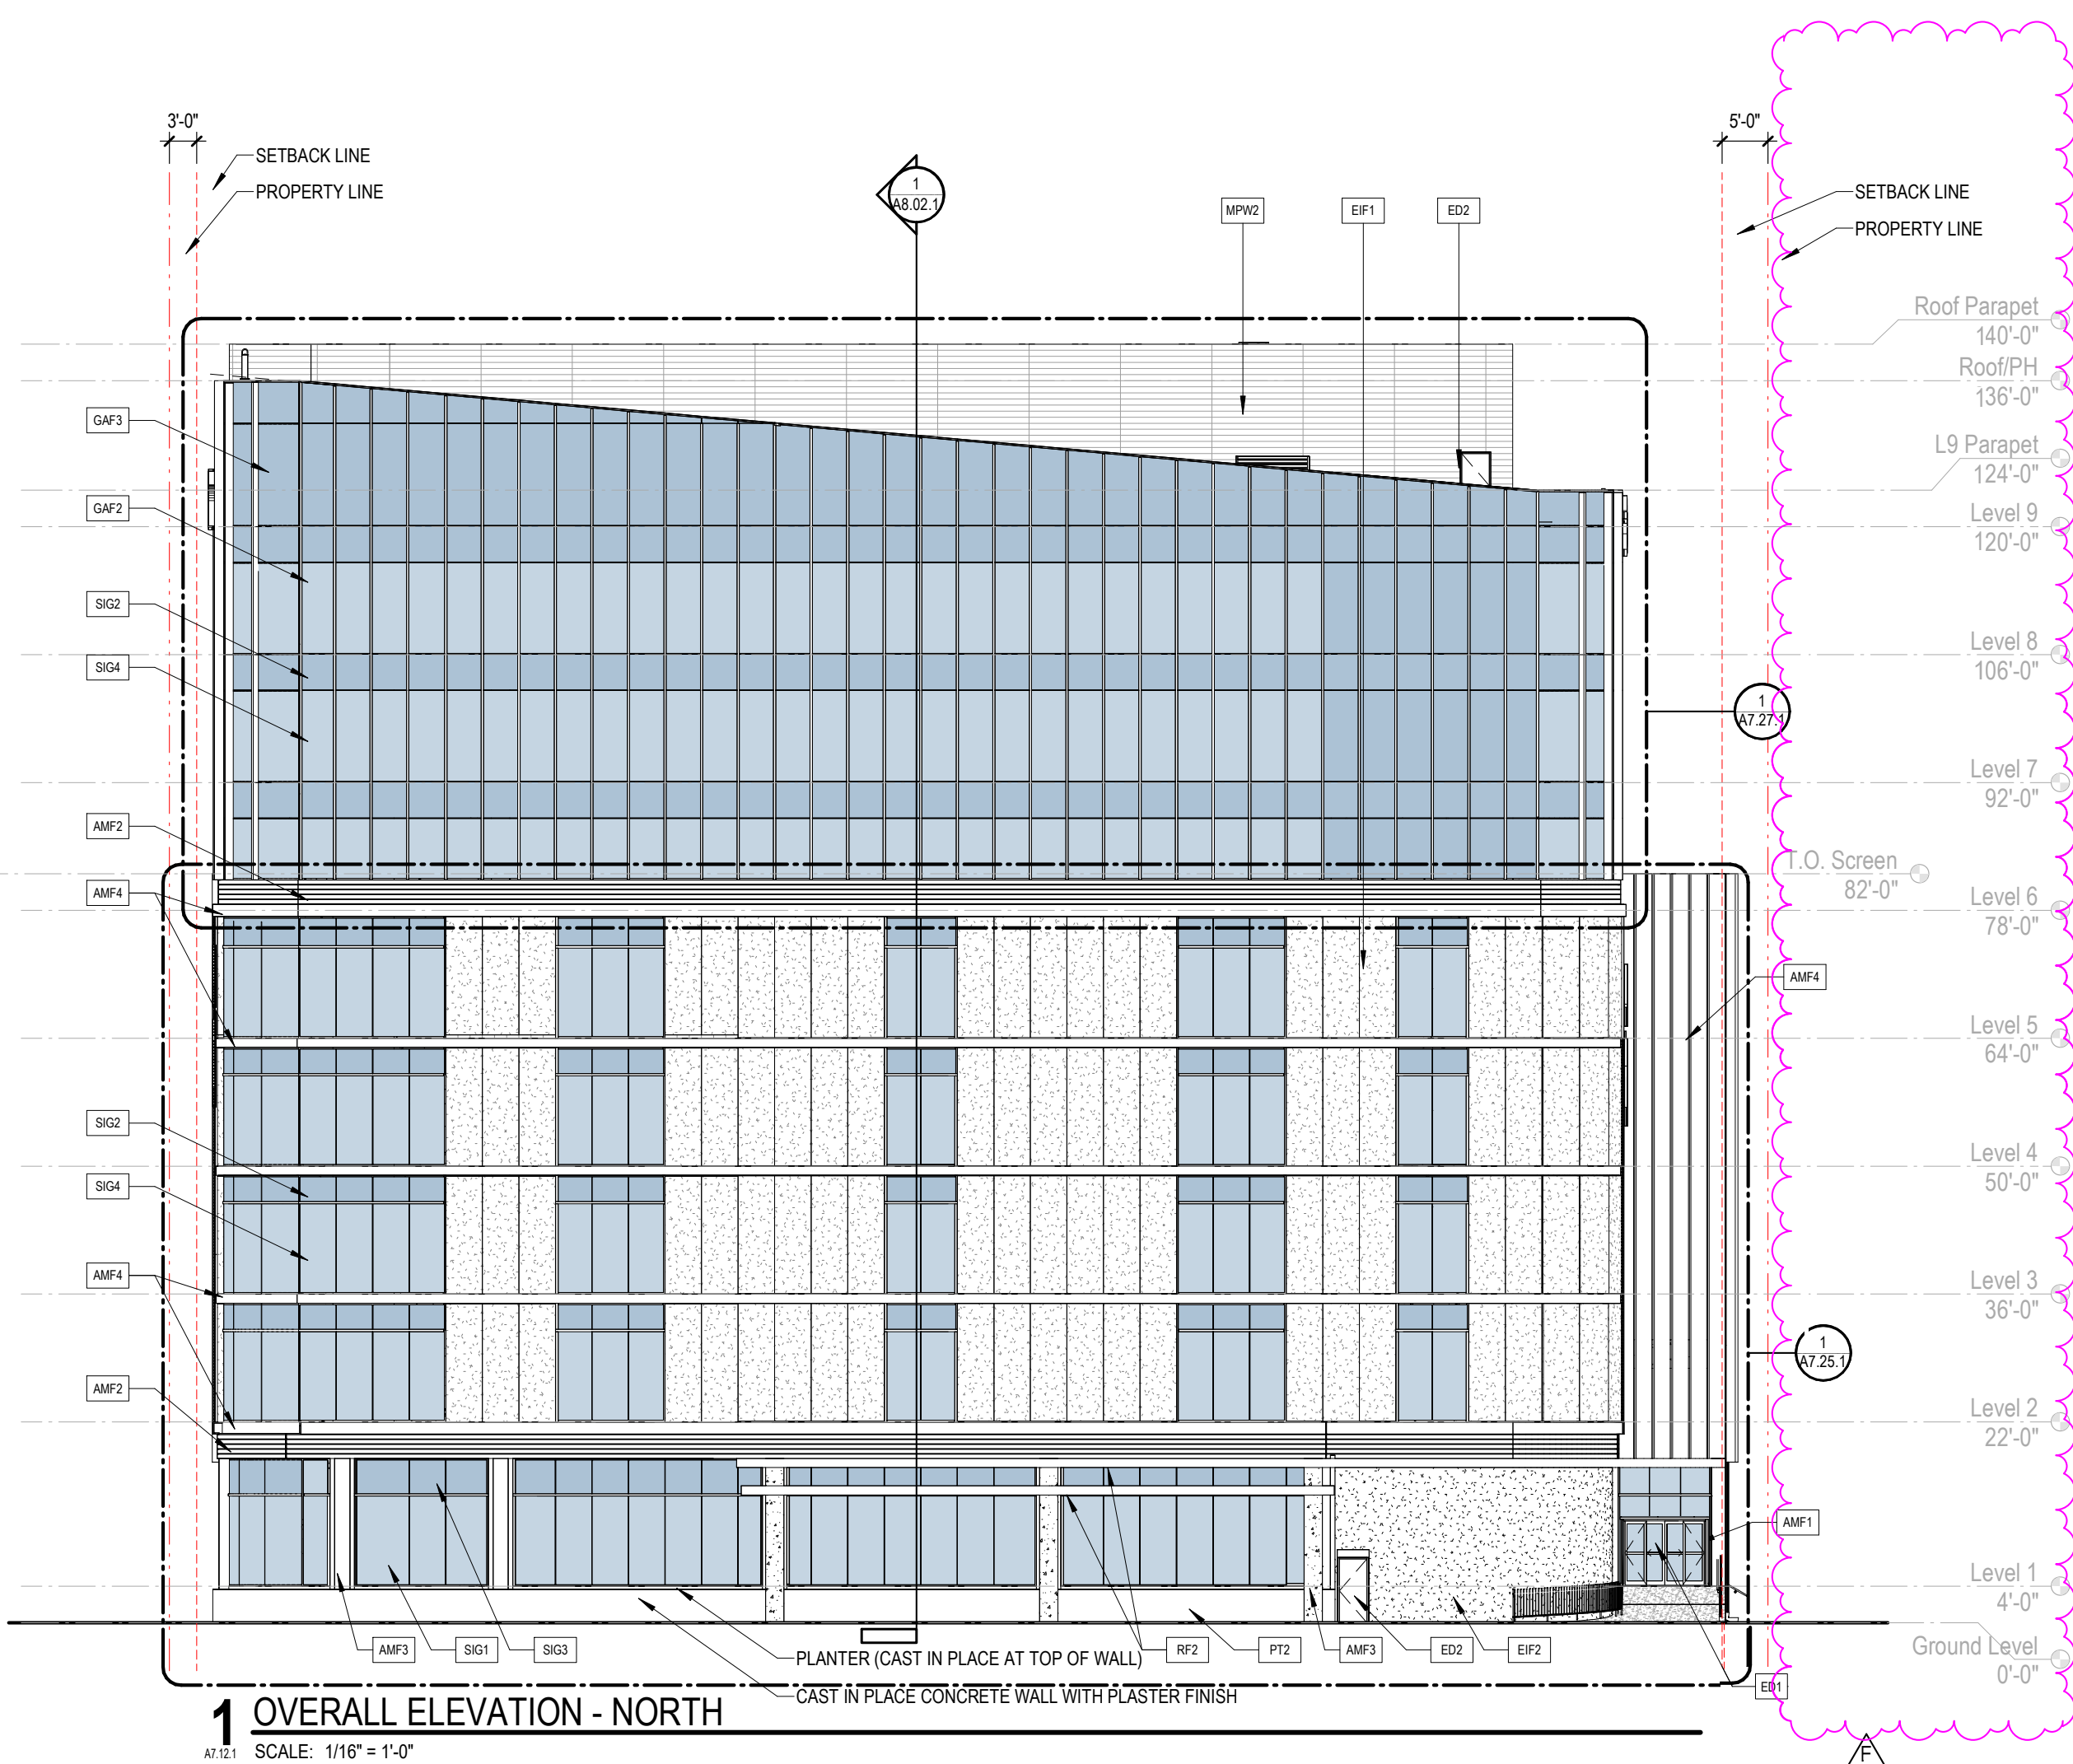 3'-0"
5'-0"
SETBACK LINE
PROPERTY LINE
1
A8.02.1
MPW2
EIF1
ED2
SETBACK LINE
PROPERTY LINE
Roof Parapet
140'-0"
Roof/PH
136'-0"
L9 Parapet
124'-0"
Level 9
120'-0"
Level 8
106'-0"
1
A7.27.1
Level 7
92'-0"
T.O. Screen
82'-0"
Level 6
78'-0"
AMF4
Level 5
64'-0"
Level 4
50'-0"
Level 3
36'-0"
1
A7.25.1
Level 2
22'-0"
AMF1
Level 1
4'-0"
Ground Level
0'-0"
GAF3
GAF2
SIG2
SIG4
AMF2
AMF4
SIG2
SIG4
AMF4
AMF2
AMF3
SIG1
SIG3
PLANTER (CAST IN PLACE AT TOP OF WALL)
RF2
PT2
AMF3
ED2
EIF2
ED1
CAST IN PLACE CONCRETE WALL WITH PLASTER FINISH
1
OVERALL ELEVATION - NORTH
A7.12.1
SCALE: 1/16" = 1'-0"
F